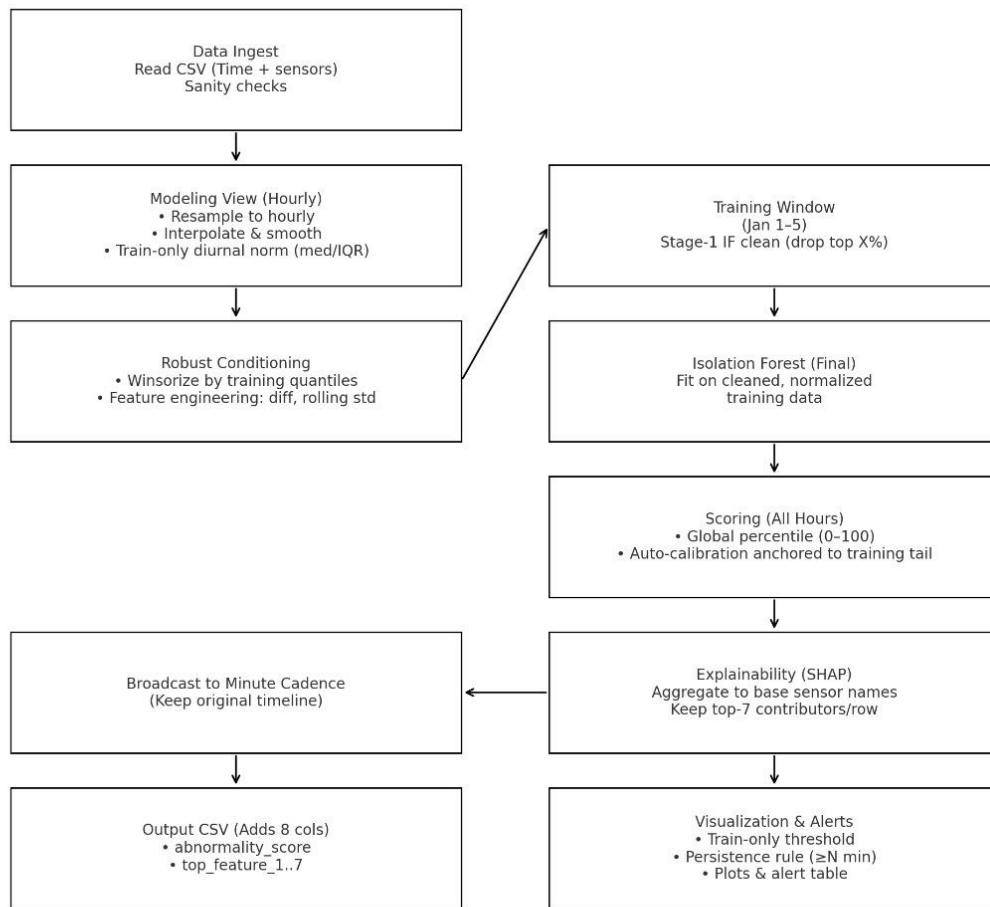 Data Ingest
Read CSV (Time + sensors)
Sanity checks
Modeling View (Hourly)
• Resample to hourly
• Interpolate & smooth
• Train-only diurnal norm (med/IQR)
Robust Conditioning
• Winsorize by training quantiles
• Feature engineering: diff, rolling std
Training Window
(Jan 1–5)
Stage-1 IF clean (drop top X%)
Isolation Forest (Final)
Fit on cleaned, normalized
training data
Scoring (All Hours)
• Global percentile (0–100)
• Auto-calibration anchored to training tail
Explainability (SHAP)
Aggregate to base sensor names
Keep top-7 contributors/row
Broadcast to Minute Cadence
(Keep original timeline)
Output CSV (Adds 8 cols)
• abnormality_score
• top_feature_1..7
Visualization & Alerts
• Train-only threshold
• Persistence rule (≥N min)
• Plots & alert table